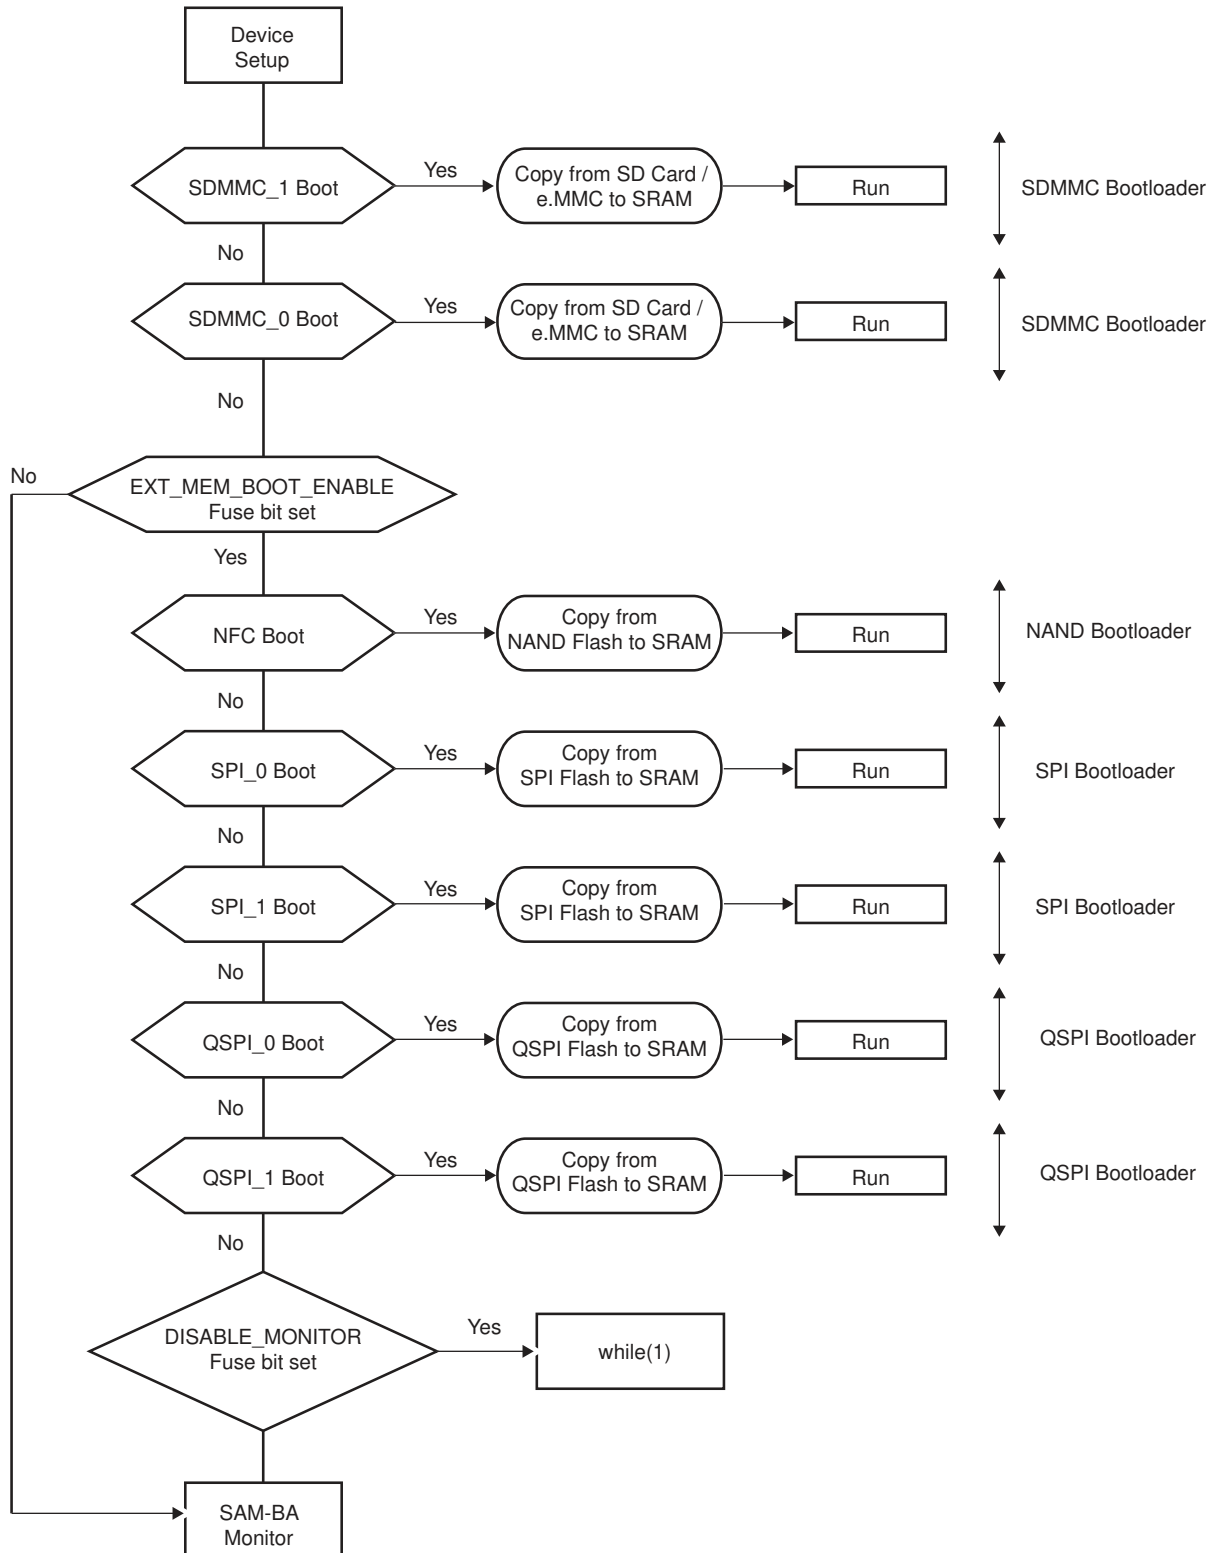 Device
Setup
SDMMC_1 Boot
Yes
Copy from SD Card /
e.MMC to SRAM
Run
SDMMC Bootloader
No
SDMMC_0 Boot
Yes
Copy from SD Card /
e.MMC to SRAM
Run
SDMMC Bootloader
No
No
EXT_MEM_BOOT_ENABLE
Fuse bit set
Yes
NFC Boot
Yes
Copy from
NAND Flash to SRAM
Run
NAND Bootloader
No
SPI_0 Boot
Yes
Copy from
SPI Flash to SRAM
Run
SPI Bootloader
No
SPI_1 Boot
Yes
Copy from
SPI Flash to SRAM
Run
SPI Bootloader
No
QSPI_0 Boot
Yes
Copy from
QSPI Flash to SRAM
Run
QSPI Bootloader
No
QSPI_1 Boot
Yes
Copy from
QSPI Flash to SRAM
Run
QSPI Bootloader
No
DISABLE_MONITOR
Fuse bit set
Yes
while(1)
SAM-BA
Monitor